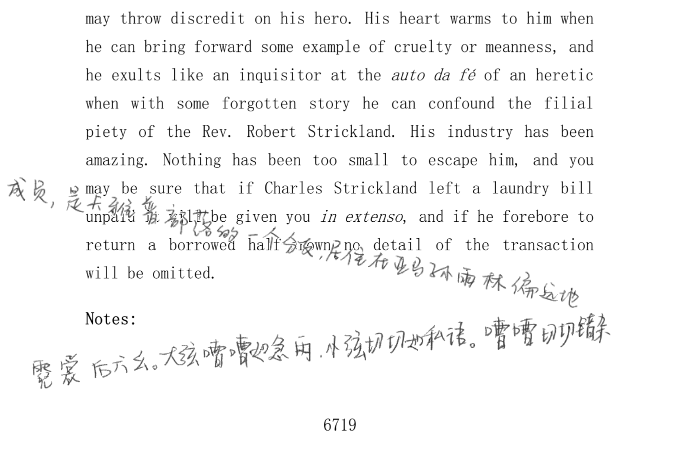 may throw discredit on his hero. His heart warms to him when
he can bring forward some example of cruelty or meanness, and
he exults like an inquisitor at the auto da fé of an heretic
when with some forgotten story he can confound the filial
piety of the Rev. Robert Strickland. His industry has been
amazing. Nothing has been too small to escape him, and you
may be sure that if Charles Strickland left a laundry bill
unpaid it will be given you in extenso, and if he forebore to
return a borrowed half-crown no detail of the transaction
will be omitted.
成员，是卡雅普部落的一个分支，居住在亚马孙雨林偏远地
Notes:
霓裳后六幺。大弦嘈嘈如急雨，小弦切切如私语。嘈嘈切切错杂
6719